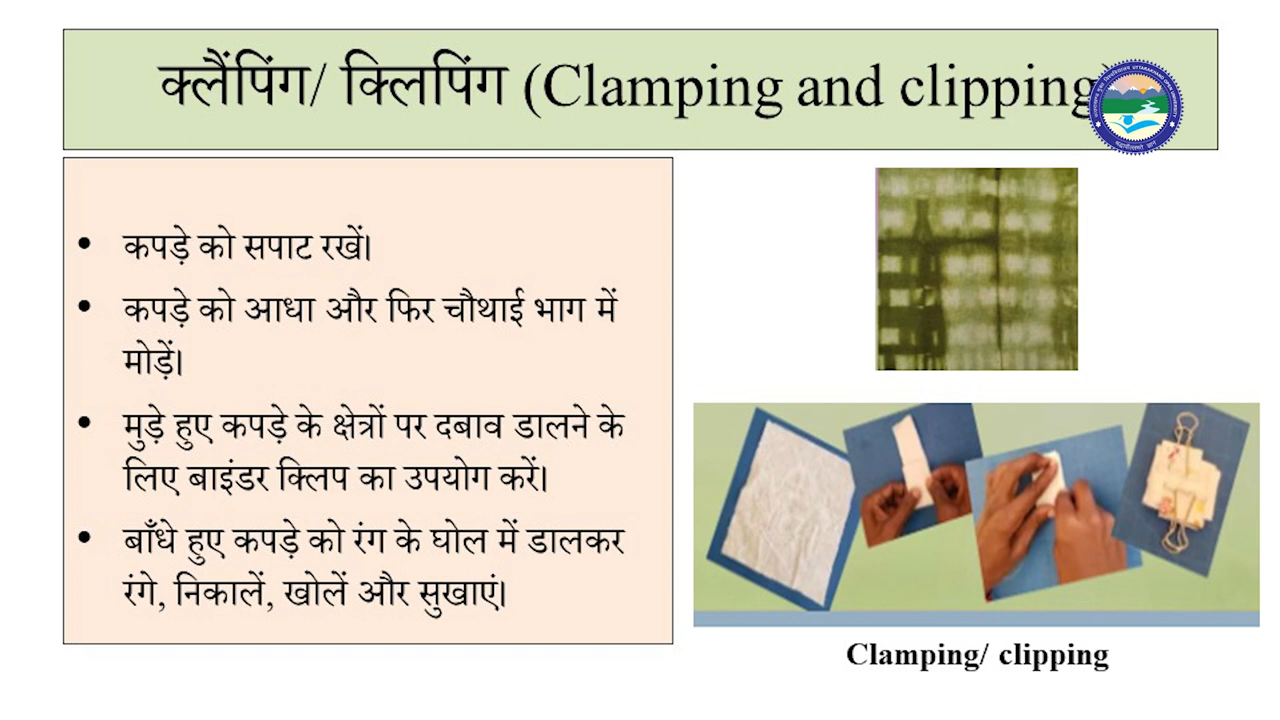 क्लैंपिंग/ क्लिपिंग (Clamping and clipping)
• कपड़े को सपाट रखें।
• कपड़े को आधा और फिर चौथाई भाग में
मोड़ें।
• मुड़े हुए कपड़े के क्षेत्रों पर दबाव डालने के
लिए बाइंडर क्लिप का उपयोग करें।
• बाँधे हुए कपड़े को रंग के घोल में डालकर
रंगे, निकालें, खोलें और सुखाएं।
Clamping/ clipping